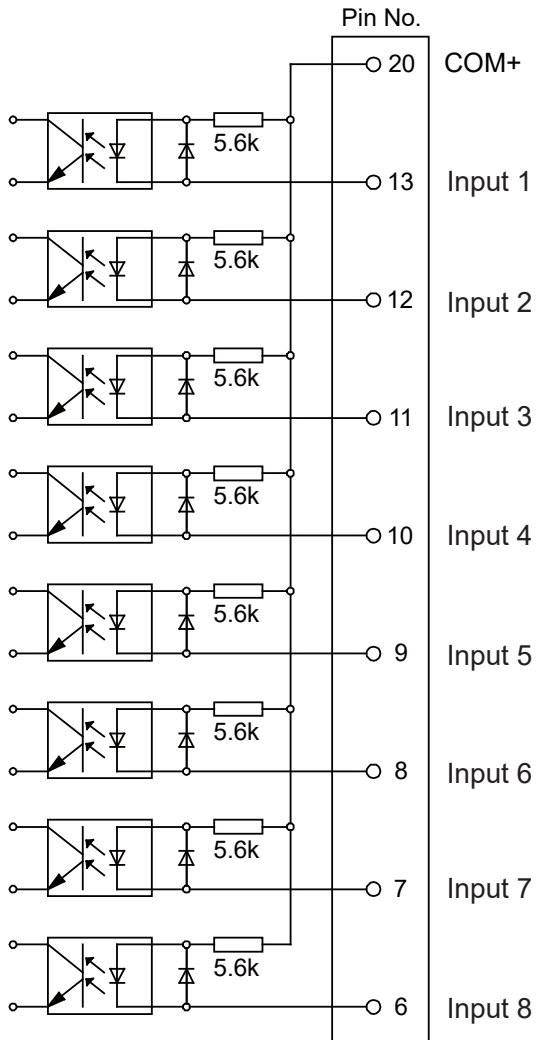 Pin No.
20 COM+
5.6k
13 Input 1
5.6k
12 Input 2
5.6k
11 Input 3
5.6k
10 Input 4
5.6k
9 Input 5
5.6k
8 Input 6
5.6k
7 Input 7
5.6k
6 Input 8